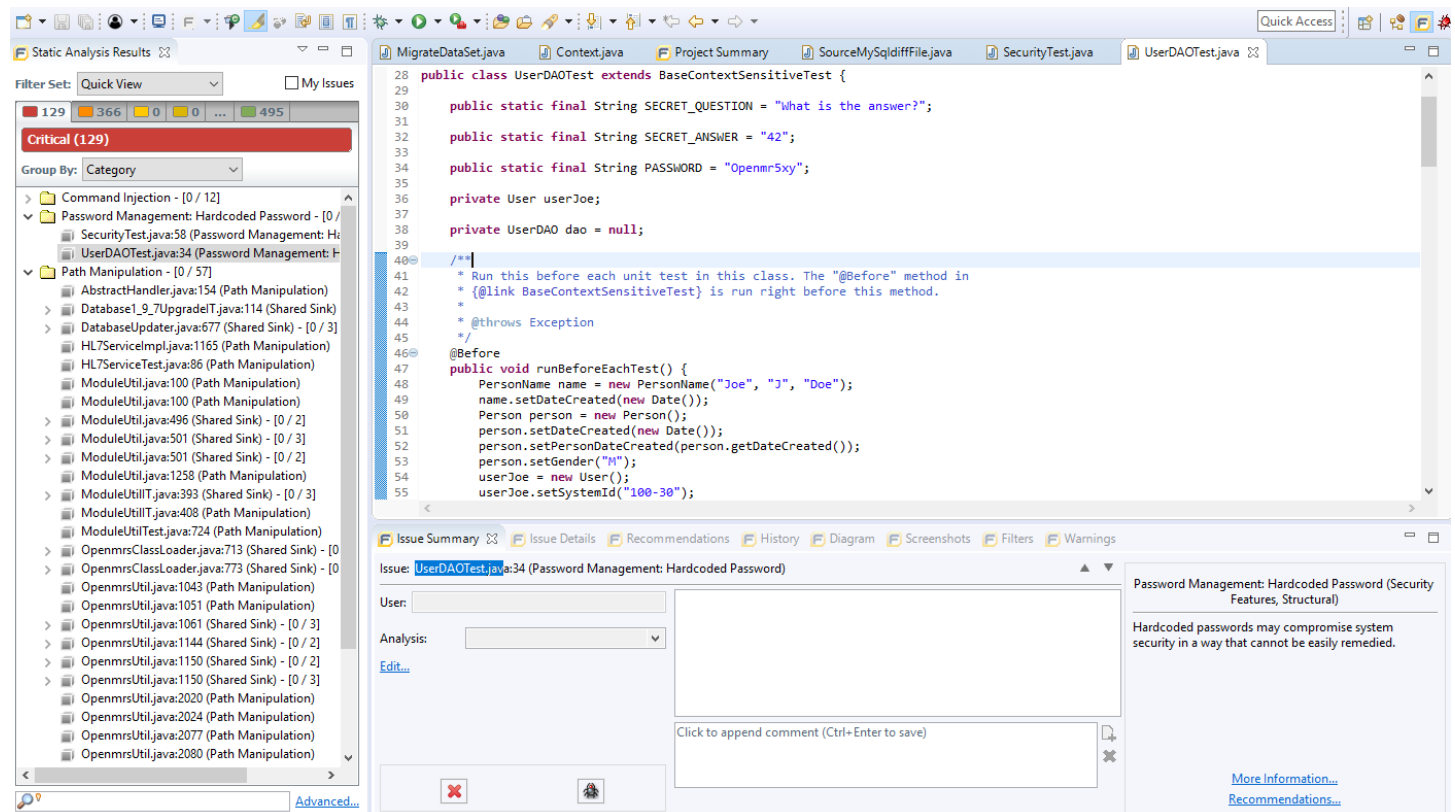 Quick Access
Static Analysis Results
Filter Set: Quick View
My Issues
129 366 0 0 ... 495
Critical (129)
Group By: Category
Command Injection - [0 / 12]
Password Management: Hardcoded Password - [0 /
SecurityTest.java:58 (Password Management: Ha
UserDAOTest.java:34 (Password Management: H
Path Manipulation - [0 / 57]
AbstractHandler.java:154 (Path Manipulation)
Database1_9_7UpgradeIT.java:114 (Shared Sink)
DatabaseUpdater.java:677 (Shared Sink) - [0 / 3]
HL7ServiceImpl.java:1165 (Path Manipulation)
HL7ServiceTest.java:86 (Path Manipulation)
ModuleUtil.java:100 (Path Manipulation)
ModuleUtil.java:100 (Path Manipulation)
ModuleUtil.java:496 (Shared Sink) - [0 / 2]
ModuleUtil.java:501 (Shared Sink) - [0 / 3]
ModuleUtil.java:501 (Shared Sink) - [0 / 2]
ModuleUtil.java:1258 (Path Manipulation)
ModuleUtilIT.java:393 (Shared Sink) - [0 / 3]
ModuleUtilIT.java:408 (Path Manipulation)
ModuleUtilTest.java:724 (Path Manipulation)
OpenmrsClassLoader.java:713 (Shared Sink) - [0
OpenmrsClassLoader.java:773 (Shared Sink) - [0
OpenmrsUtil.java:1043 (Path Manipulation)
OpenmrsUtil.java:1051 (Path Manipulation)
OpenmrsUtil.java:1061 (Shared Sink) - [0 / 3]
OpenmrsUtil.java:1144 (Shared Sink) - [0 / 2]
OpenmrsUtil.java:1150 (Shared Sink) - [0 / 2]
OpenmrsUtil.java:1150 (Shared Sink) - [0 / 3]
OpenmrsUtil.java:2020 (Path Manipulation)
OpenmrsUtil.java:2024 (Path Manipulation)
OpenmrsUtil.java:2077 (Path Manipulation)
OpenmrsUtil.java:2080 (Path Manipulation)
Advanced...
MigrateDataSet.java Context.java Project Summary SourceMySqldiffFile.java SecurityTest.java UserDAOTest.java
28 public class UserDAOTest extends BaseContextSensitiveTest {
29
30 public static final String SECRET_QUESTION = "What is the answer?";
31
32 public static final String SECRET_ANSWER = "42";
33
34 public static final String PASSWORD = "Openmr5xy";
35
36 private User userJoe;
37
38 private UserDAO dao = null;
39
40 /**
41 * Run this before each unit test in this class. The "@Before" method in
42 * {@link BaseContextSensitiveTest} is run right before this method.
43 *
44 * @throws Exception
45 */
46 @Before
47 public void runBeforeEachTest() {
48 PersonName name = new PersonName("Joe", "J", "Doe");
49 name.setDateCreated(new Date());
50 Person person = new Person();
51 person.setDateCreated(new Date());
52 person.setPersonDateCreated(person.getDateCreated());
53 person.setGender("M");
54 userJoe = new User();
55 userJoe.setSystemId("100-30");
Issue Summary Issue Details Recommendations History Diagram Screenshots Filters Warnings
Issue: UserDAOTest.java:34 (Password Management: Hardcoded Password)
User:
Analysis:
Edit...
Click to append comment (Ctrl+Enter to save)
Password Management: Hardcoded Password (Security
Features, Structural)
Hardcoded passwords may compromise system
security in a way that cannot be easily remedied.
More Information...
Recommendations...